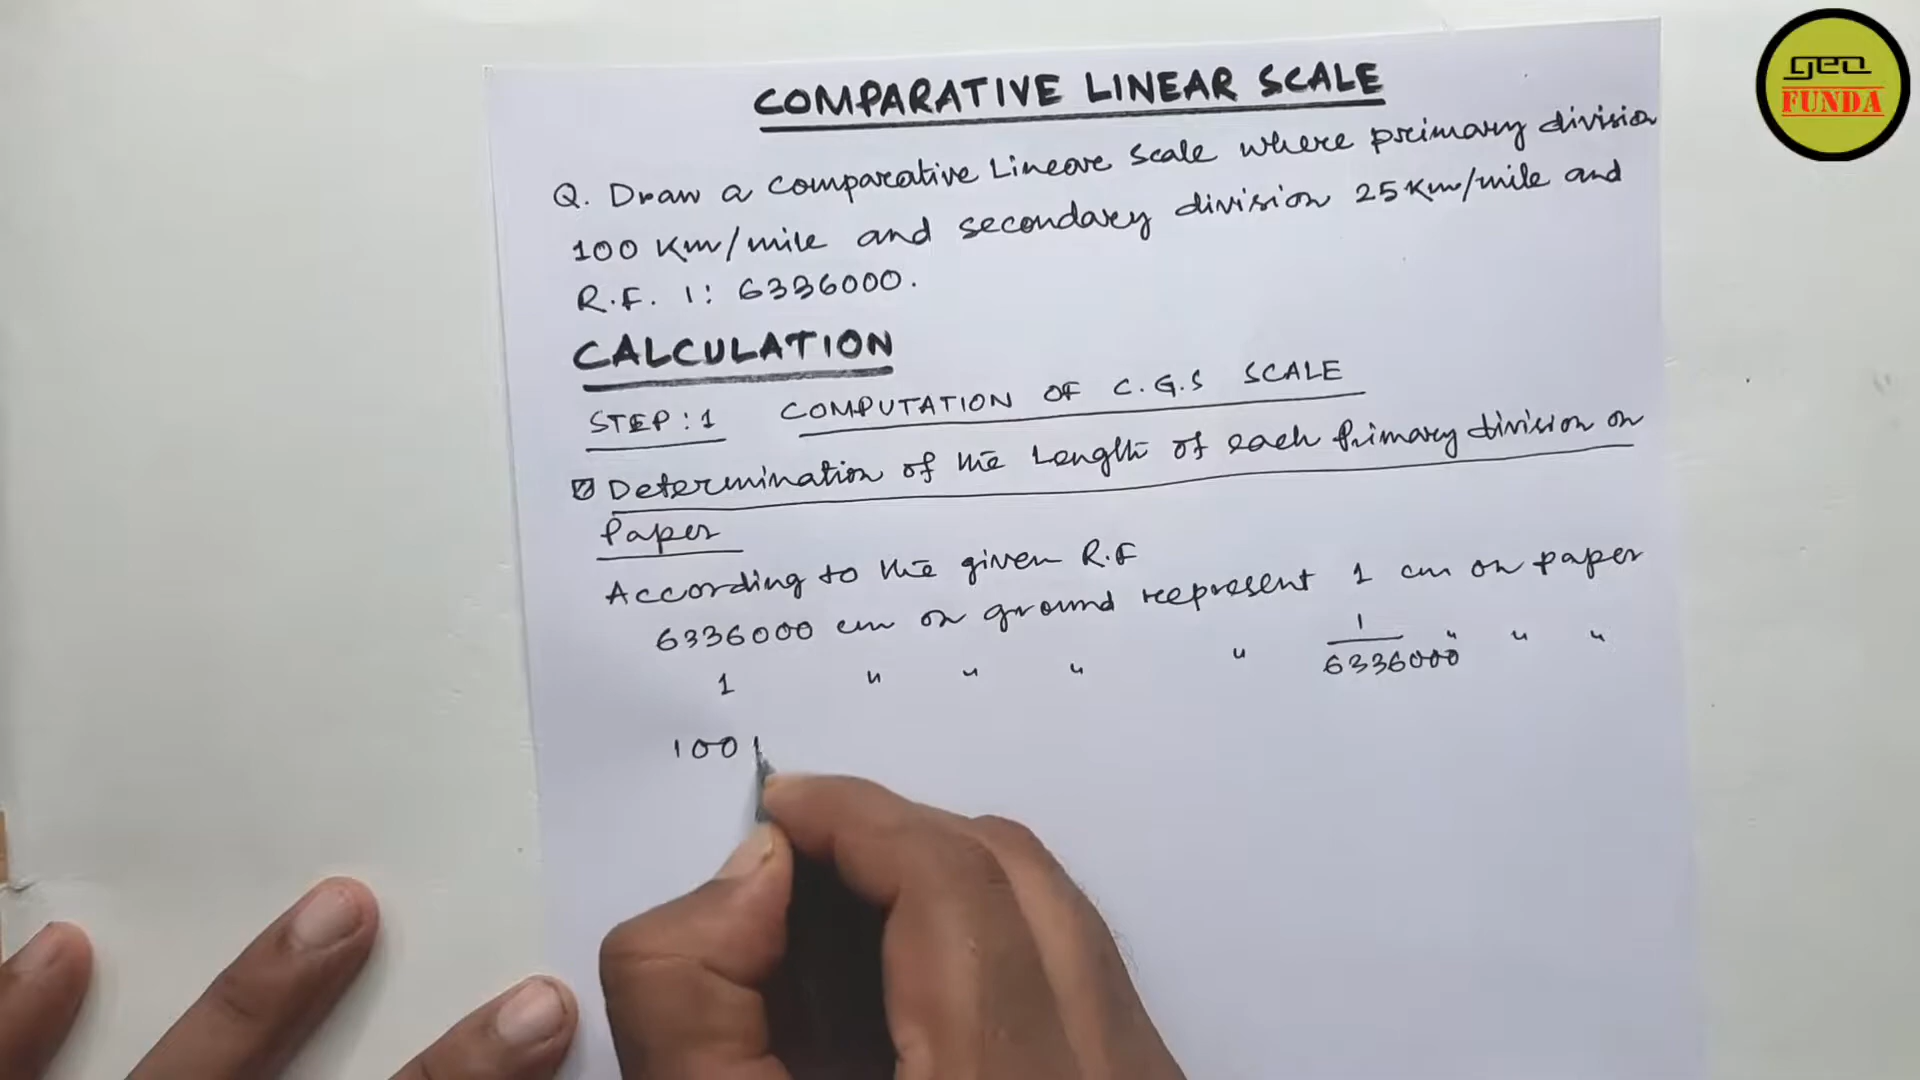 geo
FUNDA
COMPARATIVE LINEAR SCALE
Q. Draw a comparative Linear Scale where primary division
100 Km/mile and secondary division 25 Km/mile and
R.F. 1: 6336000.
CALCULATION
STEP: 1 COMPUTATION OF C.G.S SCALE
Determination of the Length of each Primary division on
Paper
According to the given R.F
6336000 cm on ground represent 1 cm on paper
1 " " " " 1/6336000 " " "
100